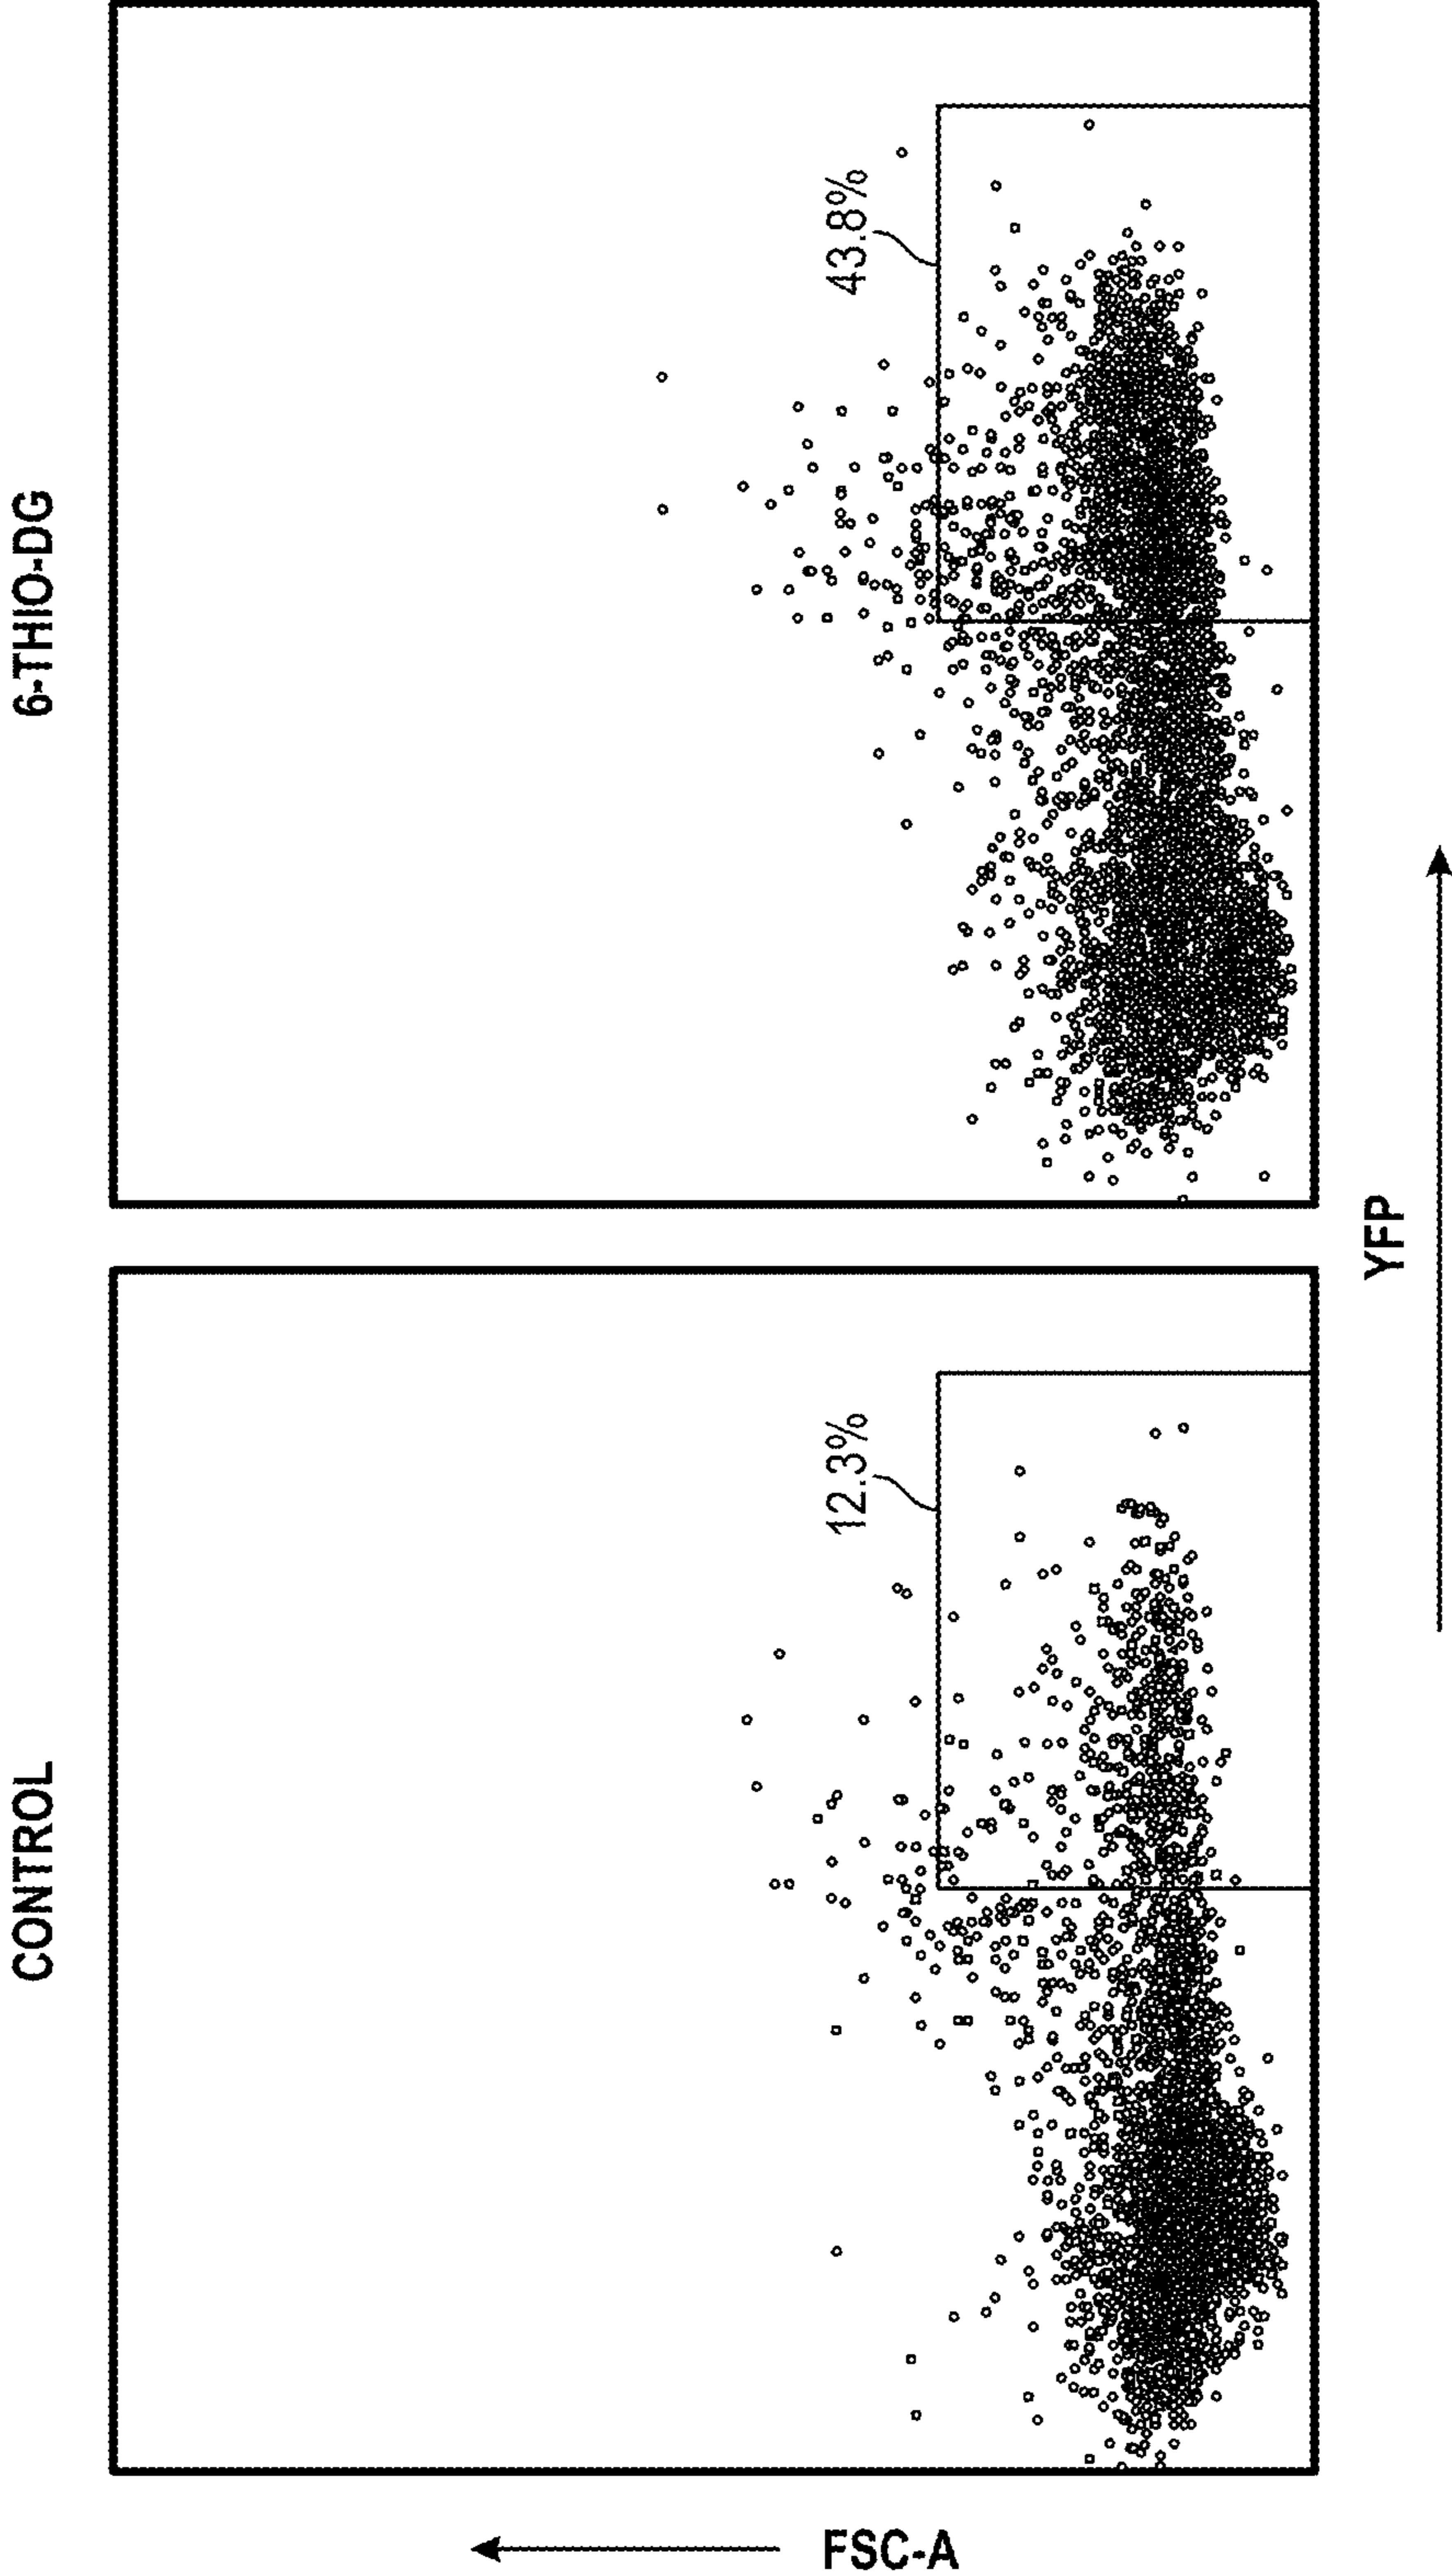 CONTROL
6-THIO-DG
12.3%
43.8%
FSC-A
YFP